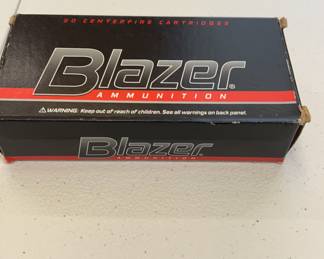 50 CENTERFIRE CARTRIDGES
Blazer®
AMMUNITION
⚠WARNING: Keep out of reach of children. See all warnings on back panel.
Blazer®
AMMUNITION